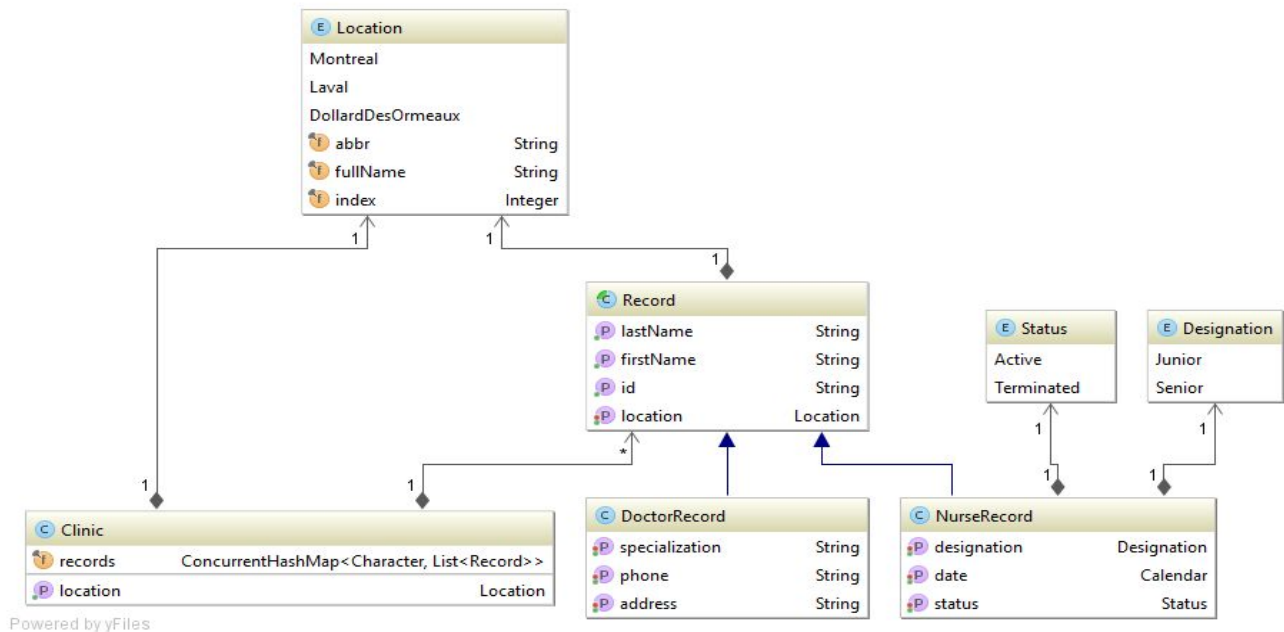 E Location
Montreal
Laval
DollardDesOrmeaux
f abbr String
f fullName String
f index Integer
1
1
1
C Record
P lastName String
P firstName String
P id String
P location Location
E Status
Active
Terminated
E Designation
Junior
Senior
1
1
*
1
1
1
1
C Clinic
f records ConcurrentHashMap<Character, List<Record>>
P location Location
C DoctorRecord
P specialization String
P phone String
P address String
C NurseRecord
P designation Designation
P date Calendar
P status Status
Powered by yFiles